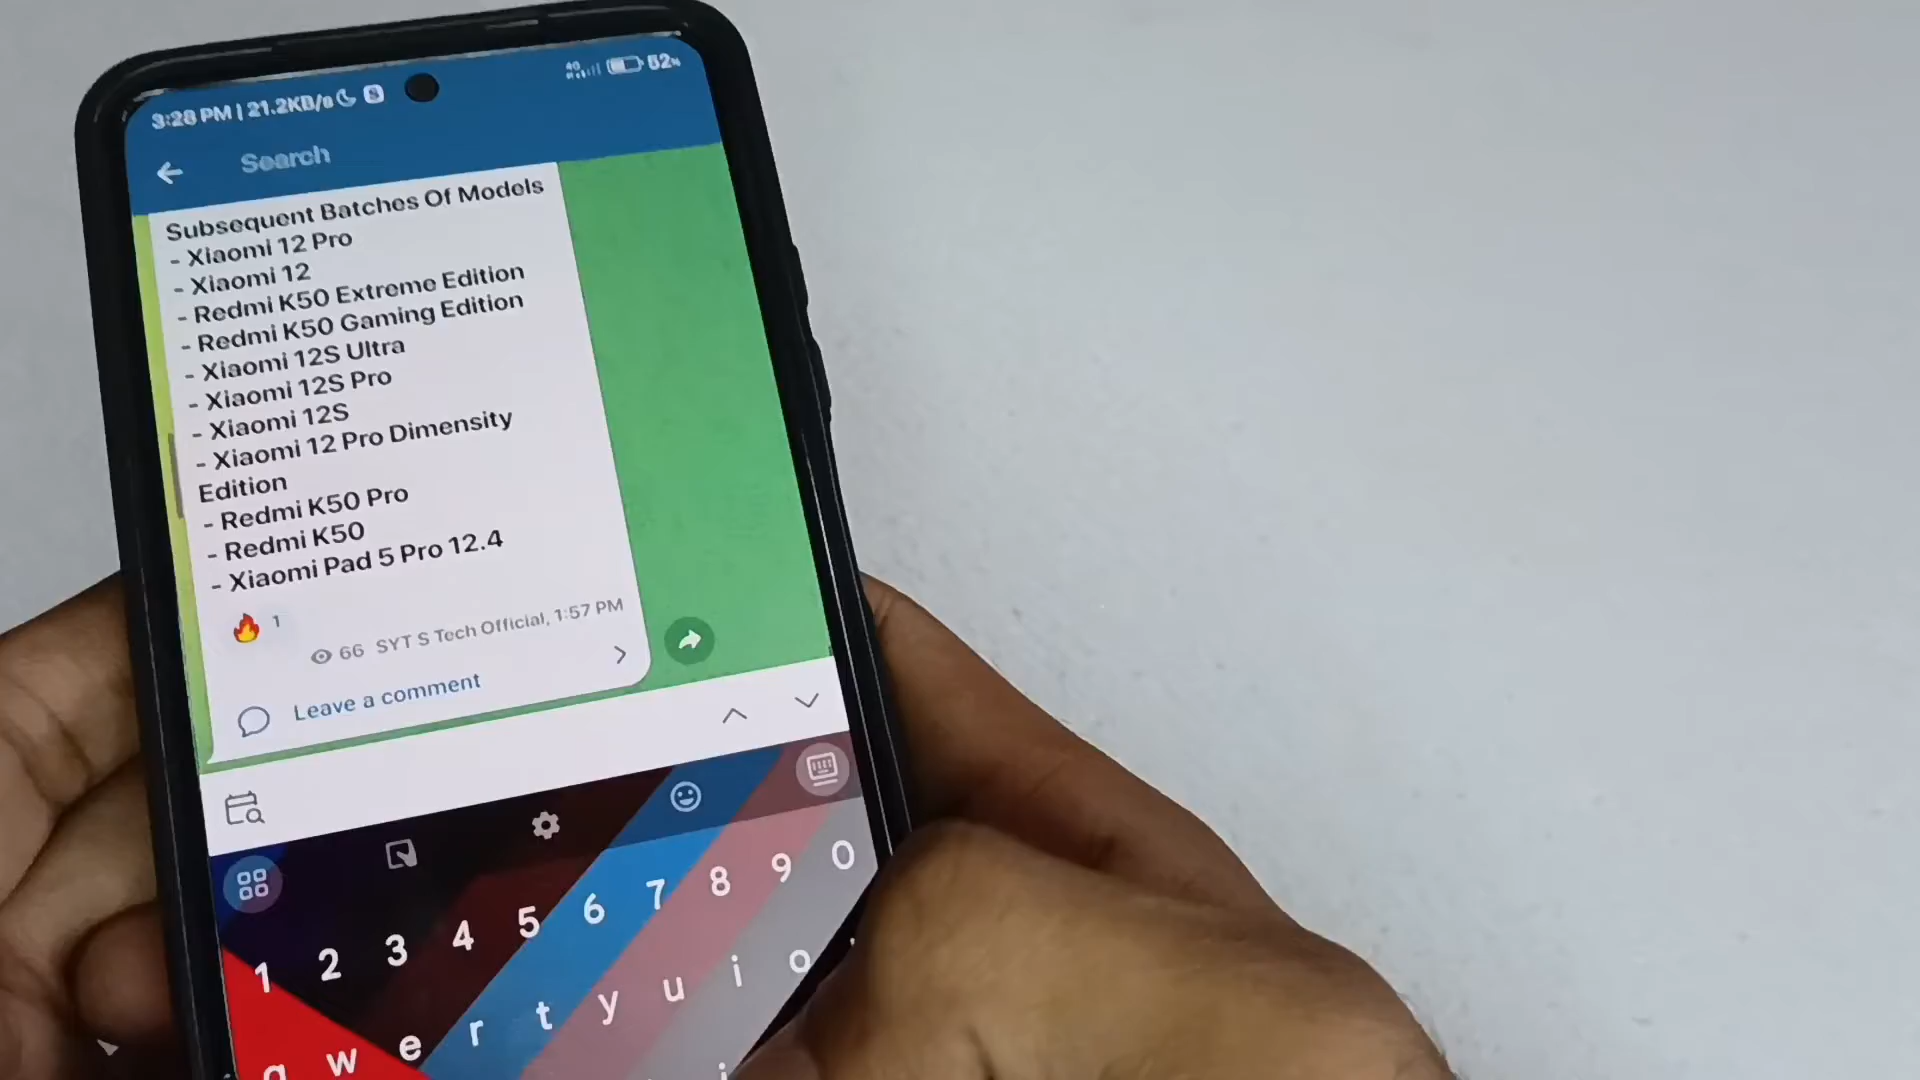 3:28 PM | 21.2KB/s
4G 52%
Search
Subsequent Batches Of Models
- Xiaomi 12 Pro
- Xiaomi 12
- Redmi K50 Extreme Edition
- Redmi K50 Gaming Edition
- Xiaomi 12S Ultra
- Xiaomi 12S Pro
- Xiaomi 12S
- Xiaomi 12 Pro Dimensity
Edition
- Redmi K50 Pro
- Redmi K50
- Xiaomi Pad 5 Pro 12.4
🔥 1
66 SYT S Tech Official, 1:57 PM
Leave a comment
1 2 3 4 5 6 7 8 9 0
q w e r t y u i o